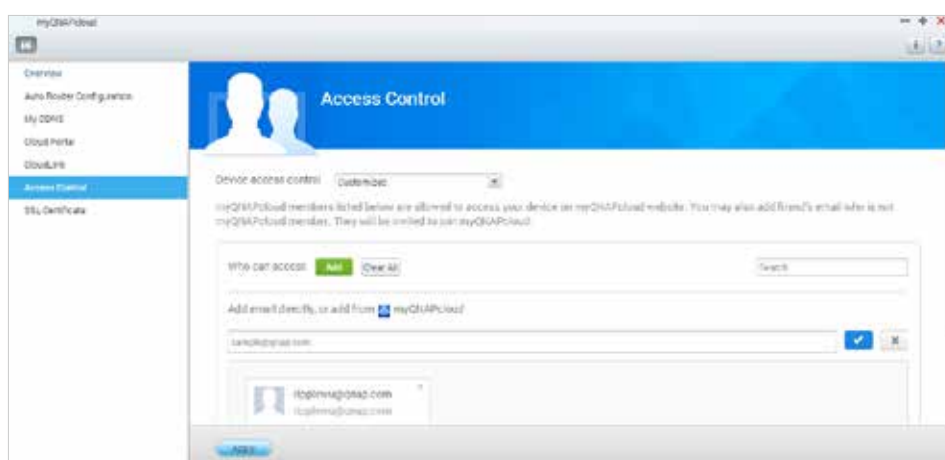 myQNAPcloud
Overview
Auto Router Configuration
My DDNS
Cloud Portal
CloudLink
Access Control
SSL Certificate
Access Control
Device access control Customized
myQNAPcloud members listed below are allowed to access your device on myQNAPcloud website. You may also add friend's email who is not
myQNAPcloud member. They will be invited to join myQNAPcloud
Who can access Add Clear All Search
Add email directly, or add from myQNAPcloud
sample@qnap.com
@qnap.com
@qnap.com
Apply